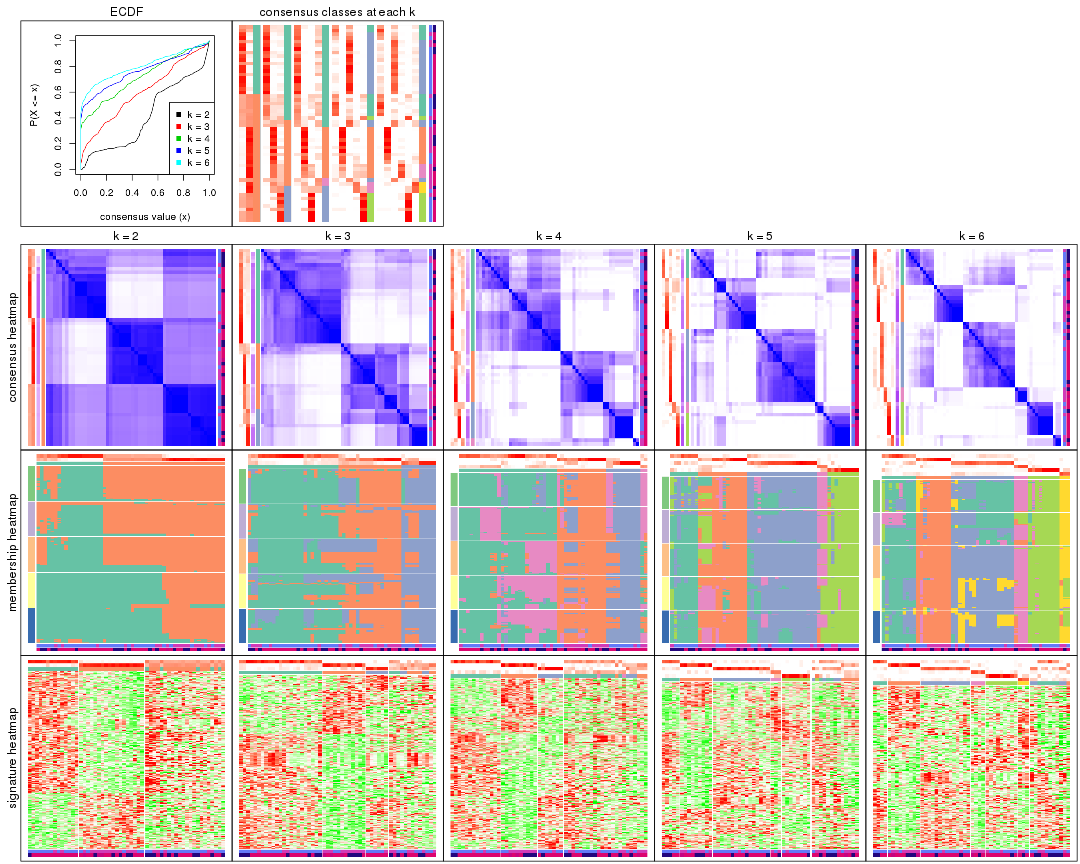 ECDF
consensus classes at each k
P(X <= x)
0.0 0.2 0.4 0.6 0.8 1.0
k = 2
k = 3
k = 4
k = 5
k = 6
0.0 0.2 0.4 0.6 0.8 1.0
consensus value (x)
k = 2
k = 3
k = 4
k = 5
k = 6
consensus heatmap
membership heatmap
signature heatmap